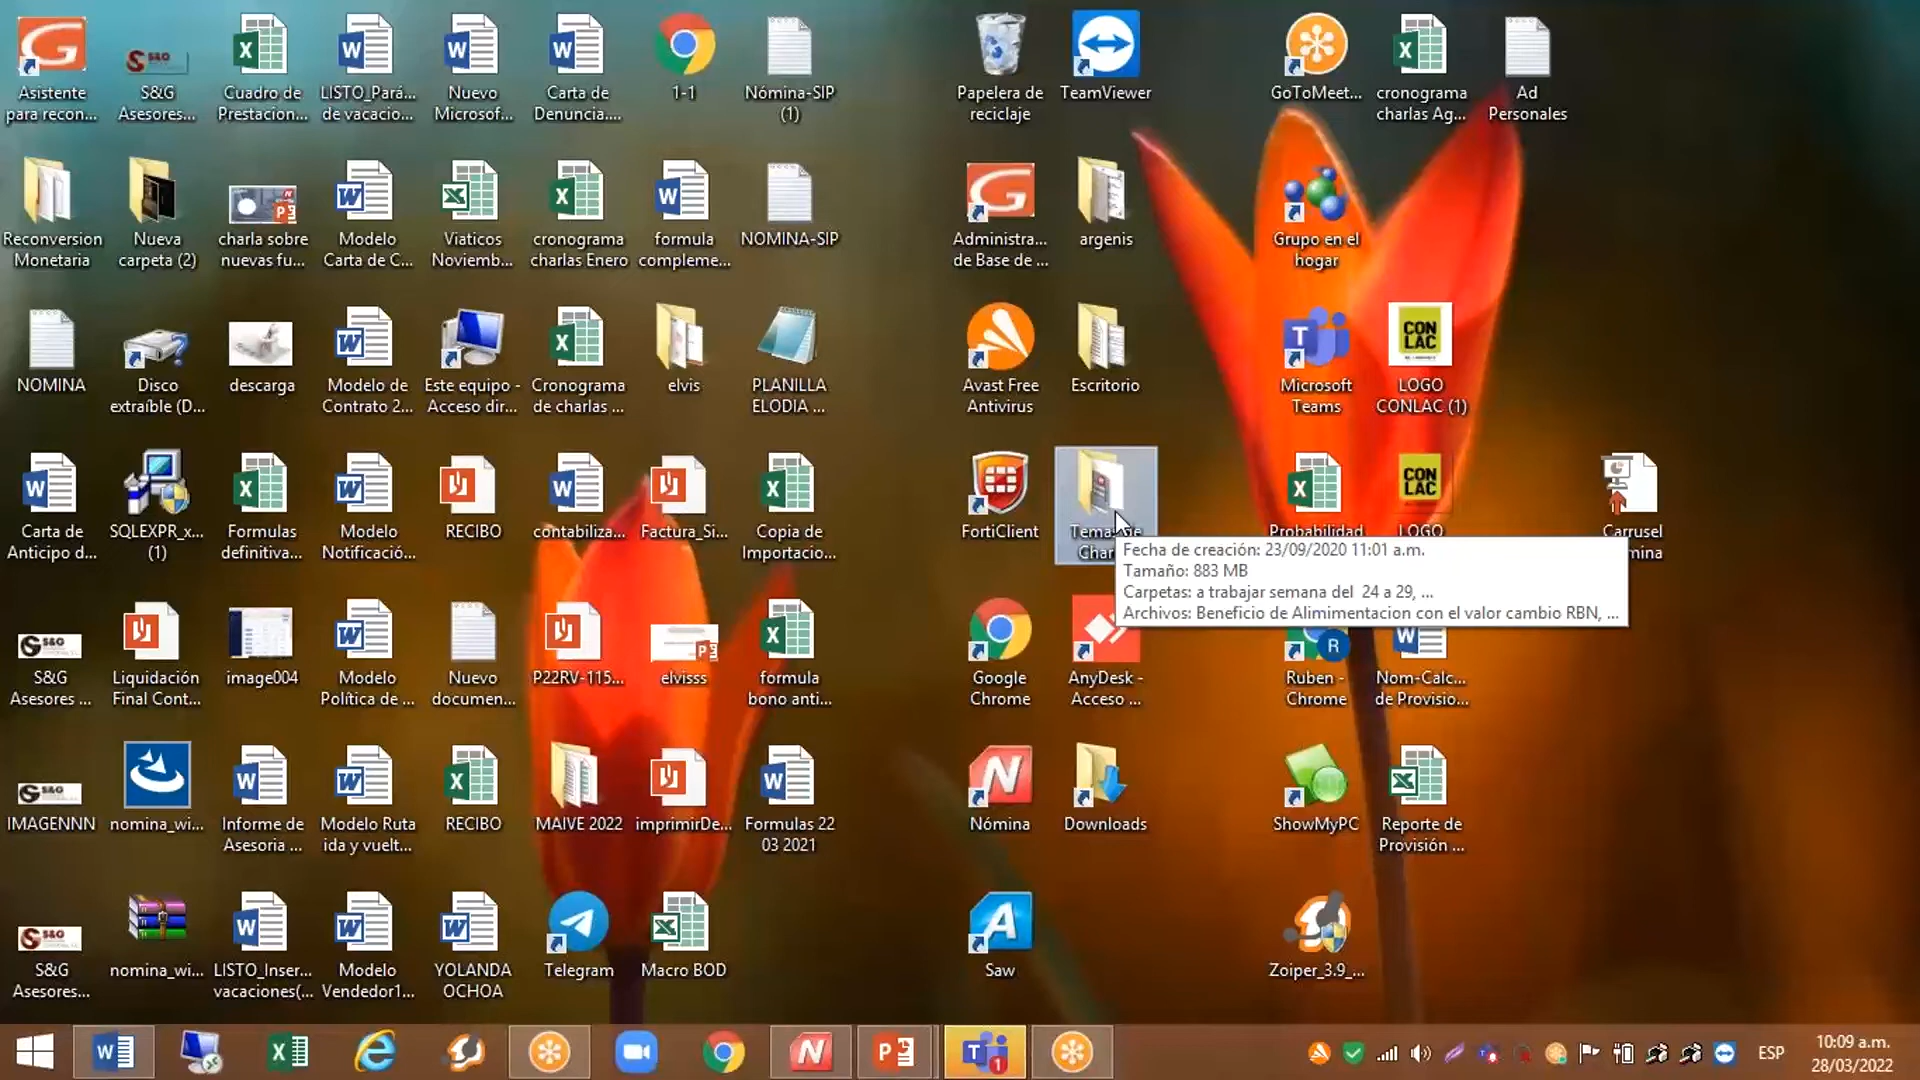 Asistente
para recon...
S&G
Asesores...
Cuadro de
Prestacion...
LISTO_Pará...
de vacacio...
Nuevo
Microsof...
Carta de
Denuncia....
1-1
Nómina-SIP
(1)
Papelera de
reciclaje
TeamViewer
GoToMeet...
cronograma
charlas Ag...
Ad
Personales
Reconversion
Monetaria
Nueva
carpeta (2)
charla sobre
nuevas fu...
Modelo
Carta de C...
Viaticos
Noviemb...
cronograma
charlas Enero
formula
compleme...
NOMINA-SIP
Administra...
de Base de ...
argenis
Grupo en el
hogar
NOMINA
Disco
extraíble (D...
descarga
Modelo de
Contrato 2...
Este equipo -
Acceso dir...
Cronograma
de charlas ...
elvis
PLANILLA
ELODIA ...
Avast Free
Antivirus
Escritorio
Microsoft
Teams
CON
LAC
LOGO
CONLAC (1)
Carta de
Anticipo d...
SQLEXPR_x...
(1)
Formulas
definitiva...
Modelo
Notificació...
RECIBO
contabiliza...
Factura_Si...
Copia de
Importacio...
FortiClient
Probabilidad
CON
LAC
LOGO
Carrusel
Fecha de creación: 23/09/2020 11:01 a.m.
Tamaño: 883 MB
Carpetas: a trabajar semana del 24 a 29, ...
Archivos: Beneficio de Alimimentacion con el valor cambio RBN, ...
S&G
Asesores ...
Liquidación
Final Cont...
image004
Modelo
Política de ...
Nuevo
documen...
P22RV-115...
elvisss
formula
bono anti...
Google
Chrome
AnyDesk -
Acceso ...
R
Ruben -
Chrome
Nom-Calc...
de Provisio...
IMAGENNN
nomina_wi...
Informe de
Asesoria ...
Modelo Ruta
ida y vuelt...
RECIBO
MAIVE 2022
imprimirDe...
Formulas 22
03 2021
Nómina
Downloads
ShowMyPC
Reporte de
Provisión ...
S&G
Asesores...
nomina_wi...
LISTO_Inser...
vacaciones(...
Modelo
Vendedor1...
YOLANDA
OCHOA
Telegram
Macro BOD
Saw
Zoiper_3.9_...
ESP
10:09 a.m.
28/03/2022